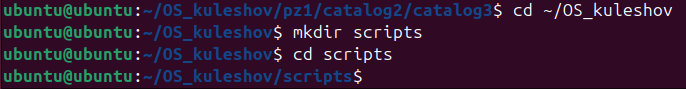 ubuntu@ubuntu:~/OS_kuleshov/pz1/catalog2/catalog3$ cd ~/OS_kuleshov
ubuntu@ubuntu:~/OS_kuleshov$ mkdir scripts
ubuntu@ubuntu:~/OS_kuleshov$ cd scripts
ubuntu@ubuntu:~/OS_kuleshov/scripts$